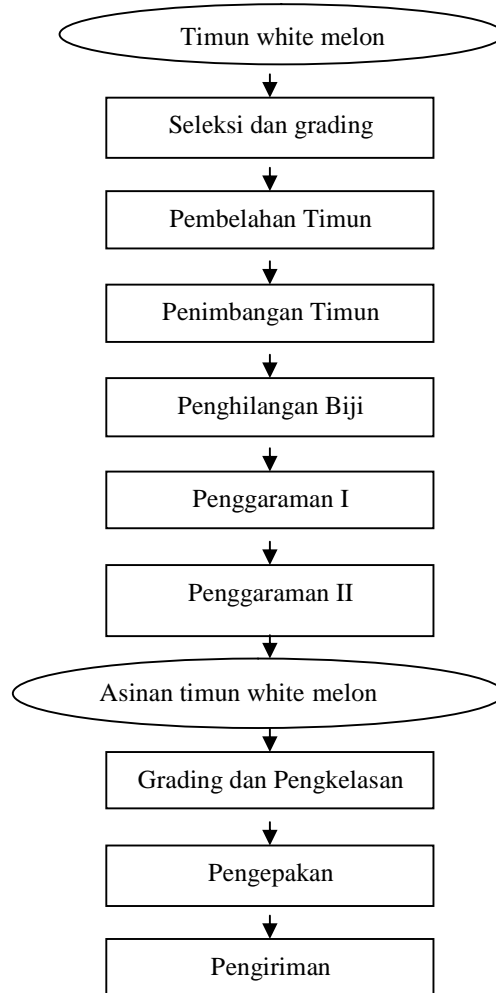 Timun white melon
Seleksi dan grading
Pembelahan Timun
Penimbangan Timun
Penghilangan Biji
Penggaraman I
Penggaraman II
Asinan timun white melon
Grading dan Pengkelasan
Pengepakan
Pengiriman